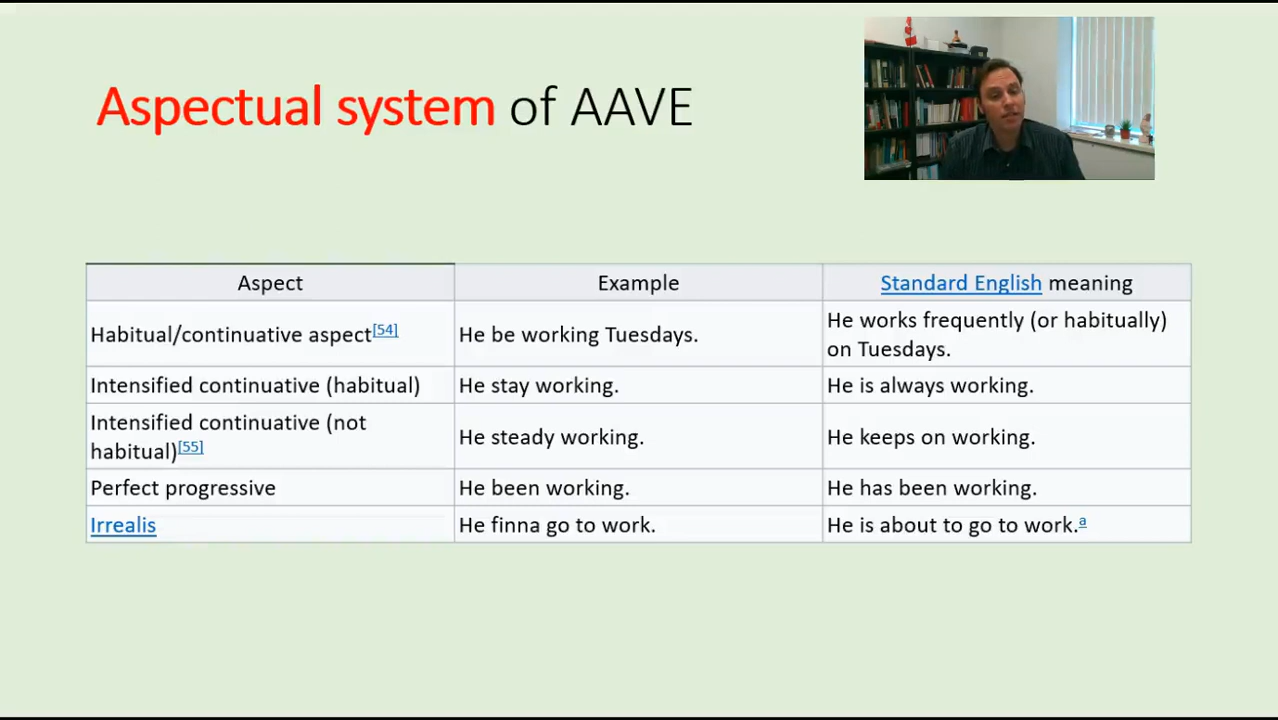 Aspectual system of AAVE
Aspect Example Standard English meaning
Habitual/continuative aspect[54] He be working Tuesdays. He works frequently (or habitually)
on Tuesdays.
Intensified continuative (habitual) He stay working. He is always working.
Intensified continuative (not
habitual)[55] He steady working. He keeps on working.
Perfect progressive He been working. He has been working.
Irrealis He finna go to work. He is about to go to work.a